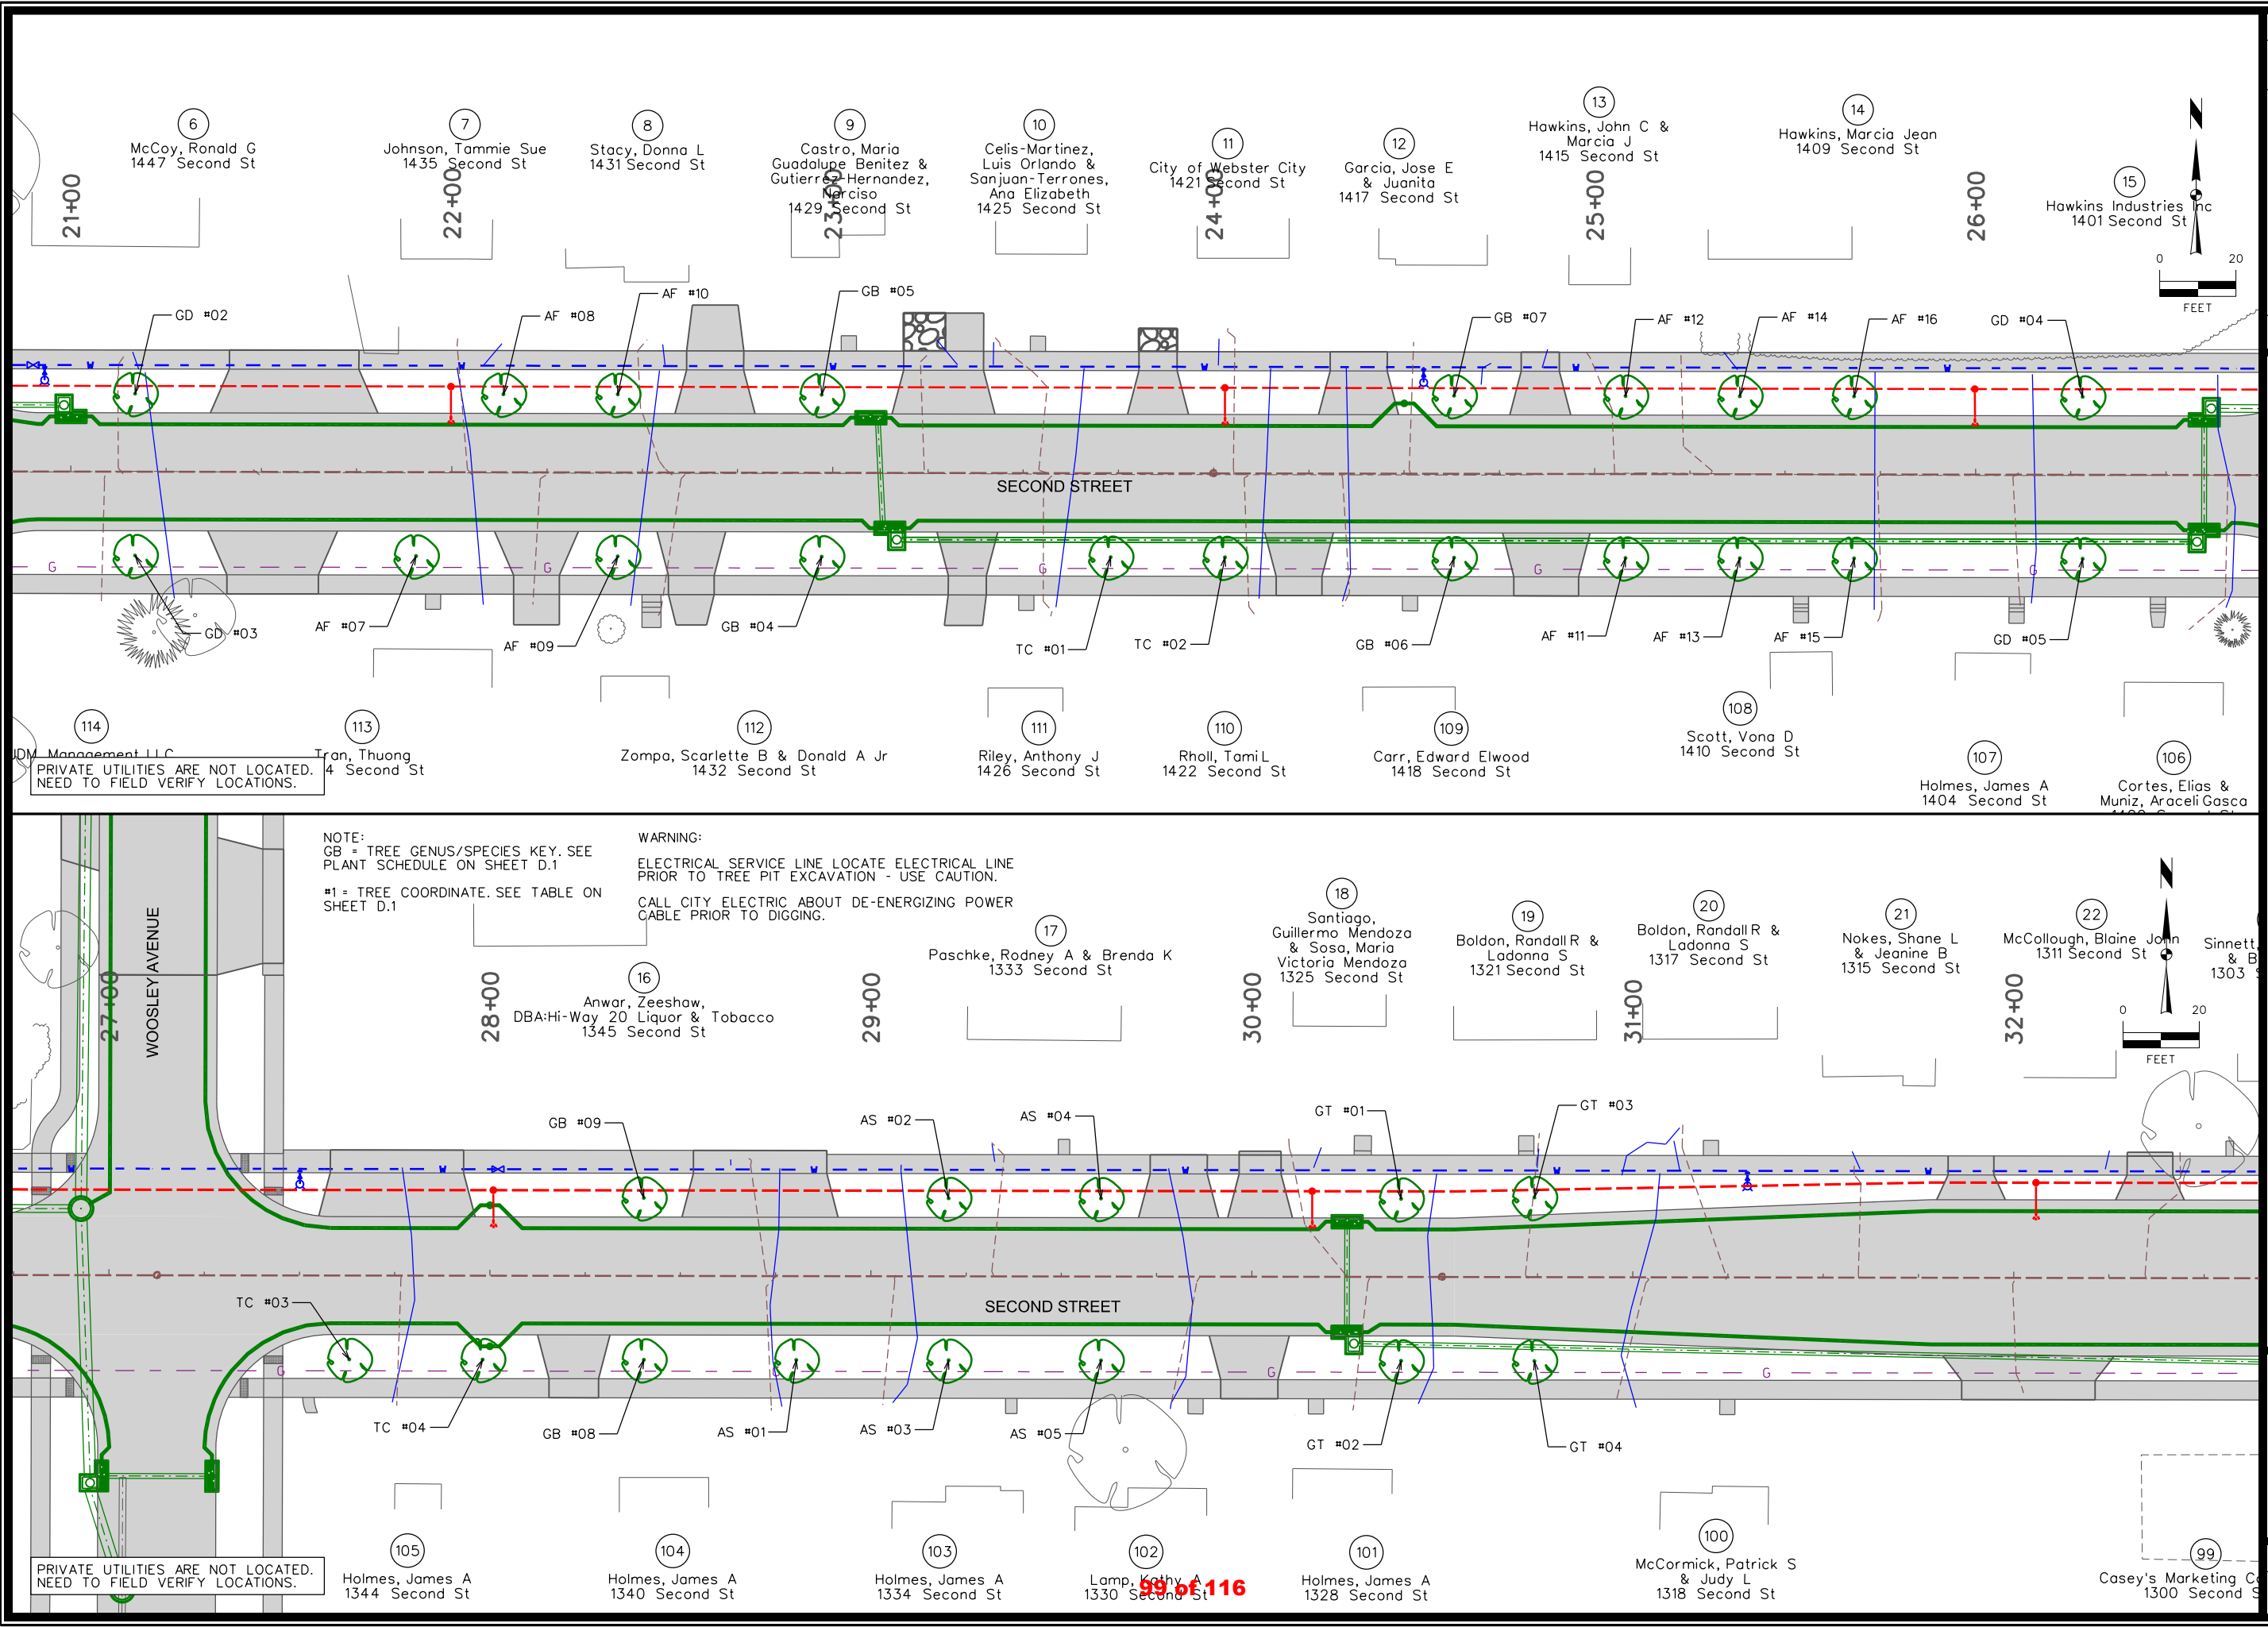 6
McCoy, Ronald G
1447 Second St
7
Johnson, Tammie Sue
1435 Second St
8
Stacy, Donna L
1431 Second St
9
Castro, Maria
Guadalupe Benitez &
Gutierrez-Hernandez,
Narciso
1429 Second St
10
Celis-Martinez,
Luis Orlando &
Sanjuan-Terrones,
Ana Elizabeth
1425 Second St
11
City of Webster City
1421 Second St
12
Garcia, Jose E
& Juanita
1417 Second St
13
Hawkins, John C &
Marcia J
1415 Second St
14
Hawkins, Marcia Jean
1409 Second St
15
Hawkins Industries Inc
1401 Second St
N
0 20
FEET
21+00
22+00
23+00
24+00
25+00
26+00
GD #02
AF #08
AF #10
GB #05
GB #07
AF #12
AF #14
AF #16
GD #04
W W W W W W
SECOND STREET
G G G G G
GD #03
AF #07
AF #09
GB #04
TC #01
TC #02
GB #06
AF #11
AF #13
AF #15
GD #05
114
JDM Management LLC
113
Tran, Thuong
4 Second St
112
Zompa, Scarlette B & Donald A Jr
1432 Second St
111
Riley, Anthony J
1426 Second St
110
Rholl, Tami L
1422 Second St
109
Carr, Edward Elwood
1418 Second St
108
Scott, Vona D
1410 Second St
107
Holmes, James A
1404 Second St
106
Cortes, Elias &
Muniz, Araceli Gasca
PRIVATE UTILITIES ARE NOT LOCATED.
NEED TO FIELD VERIFY LOCATIONS.
NOTE:
GB = TREE GENUS/SPECIES KEY. SEE
PLANT SCHEDULE ON SHEET D.1
#1 = TREE COORDINATE. SEE TABLE ON
SHEET D.1
WARNING:
ELECTRICAL SERVICE LINE LOCATE ELECTRICAL LINE
PRIOR TO TREE PIT EXCAVATION - USE CAUTION.
CALL CITY ELECTRIC ABOUT DE-ENERGIZING POWER
CABLE PRIOR TO DIGGING.
WOOSLEY AVENUE
16
Anwar, Zeeshaw,
DBA:Hi-Way 20 Liquor & Tobacco
1345 Second St
17
Paschke, Rodney A & Brenda K
1333 Second St
18
Santiago,
Guillermo Mendoza
& Sosa, Maria
Victoria Mendoza
1325 Second St
19
Boldon, Randall R &
Ladonna S
1321 Second St
20
Boldon, Randall R &
Ladonna S
1317 Second St
21
Nokes, Shane L
& Jeanine B
1315 Second St
22
McCollough, Blaine John
1311 Second St
Sinnett,
& B
1303 S
N
0 20
FEET
27+00
28+00
29+00
30+00
31+00
32+00
GB #09
AS #02
AS #04
GT #01
GT #03
W W W W W W
SECOND STREET
TC #03
G G G
TC #04
GB #08
AS #01
AS #03
AS #05
GT #02
GT #04
105
Holmes, James A
1344 Second St
104
Holmes, James A
1340 Second St
103
Holmes, James A
1334 Second St
102
Lamp, Kathy A
1330 Second St
101
Holmes, James A
1328 Second St
100
McCormick, Patrick S
& Judy L
1318 Second St
99
Casey's Marketing Co
1300 Second S
PRIVATE UTILITIES ARE NOT LOCATED.
NEED TO FIELD VERIFY LOCATIONS.
99 of 116